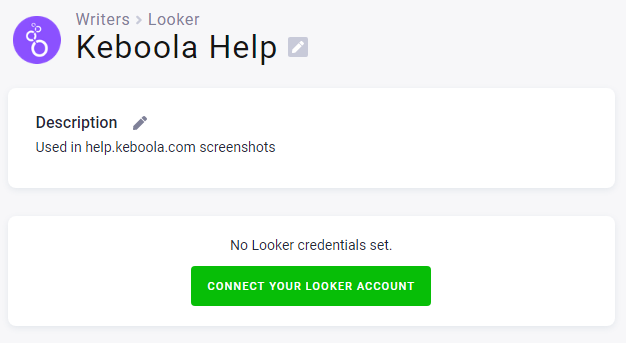 Writers > Looker
Keboola Help
Description
Used in help.keboola.com screenshots
No Looker credentials set.
CONNECT YOUR LOOKER ACCOUNT